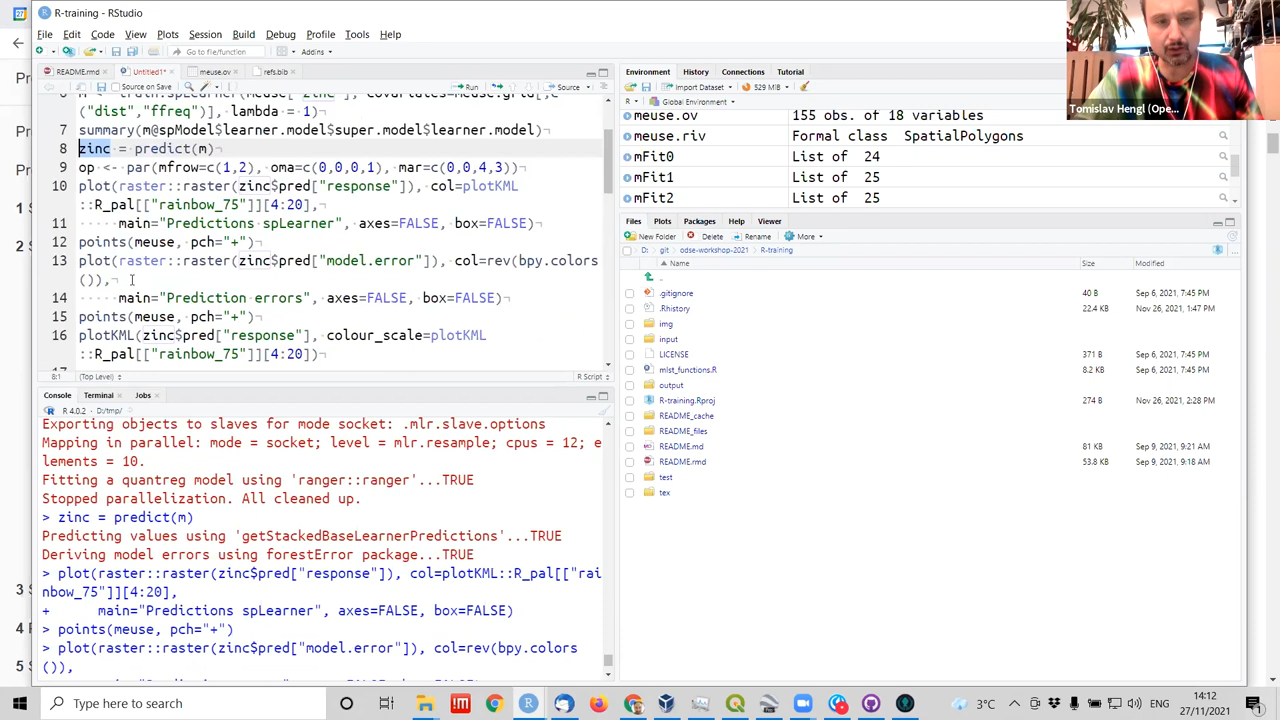 R-training - RStudio
File Edit Code View Plots Session Build Debug Profile Tools Help
Go to file/function Addins
README.rmd × Untitled1* × meuse.ov × refs.bib ×
Source on Save Run Source
("dist","ffreq")], lambda = 1)
7 summary(m@spModel$learner.model$super.model$learner.model)
8 zinc = predict(m)
9 op <- par(mfrow=c(1,2), oma=c(0,0,0,1), mar=c(0,0,4,3))
10 plot(raster::raster(zinc$pred["response"]), col=plotKML
::R_pal[["rainbow_75"]][4:20],
11 main="Predictions spLearner", axes=FALSE, box=FALSE)
12 points(meuse, pch="+")
13 plot(raster::raster(zinc$pred["model.error"]), col=rev(bpy.colors
()),
14 main="Prediction errors", axes=FALSE, box=FALSE)
15 points(meuse, pch="+")
16 plotKML(zinc$pred["response"], colour_scale=plotKML
::R_pal[["rainbow_75"]][4:20])
8:1 (Top Level) R Script
Console Terminal × Jobs ×
R 4.0.2 · D:/tmp/
Exporting objects to slaves for mode socket: .mlr.slave.options
Mapping in parallel: mode = socket; level = mlr.resample; cpus = 12; e
lements = 10.
Fitting a quantreg model using 'ranger::ranger'...TRUE
Stopped parallelization. All cleaned up.
> zinc = predict(m)
Predicting values using 'getStackedBaseLearnerPredictions'...TRUE
Deriving model errors using forestError package...TRUE
> plot(raster::raster(zinc$pred["response"]), col=plotKML::R_pal[["rai
nbow_75"]][4:20],
+ main="Predictions spLearner", axes=FALSE, box=FALSE)
> points(meuse, pch="+")
> plot(raster::raster(zinc$pred["model.error"]), col=rev(bpy.colors
()),
Environment History Connections Tutorial
Import Dataset 529 MiB
R Global Environment
meuse.ov 155 obs. of 18 variables
meuse.riv Formal class SpatialPolygons
mFit0 List of 24
mFit1 List of 25
mFit2 List of 25
Files Plots Packages Help Viewer
New Folder Delete Rename More
D: git odse-workshop-2021 R-training
Name Size Modified
..
.gitignore 40 B Sep 6, 2021, 7:45 PM
.Rhistory 22.4 KB Nov 26, 2021, 1:47 PM
img
input
LICENSE 371 B Sep 6, 2021, 7:45 PM
mlst_functions.R 8.2 KB Sep 6, 2021, 7:45 PM
output
R-training.Rproj 274 B Nov 26, 2021, 2:28 PM
README_cache
README_files
README.md 81 KB Sep 9, 2021, 9:21 AM
README.rmd 53.8 KB Sep 9, 2021, 9:18 AM
test
tex
Tomislav Hengl (Ope...
Type here to search
3°C ENG 14:12
27/11/2021